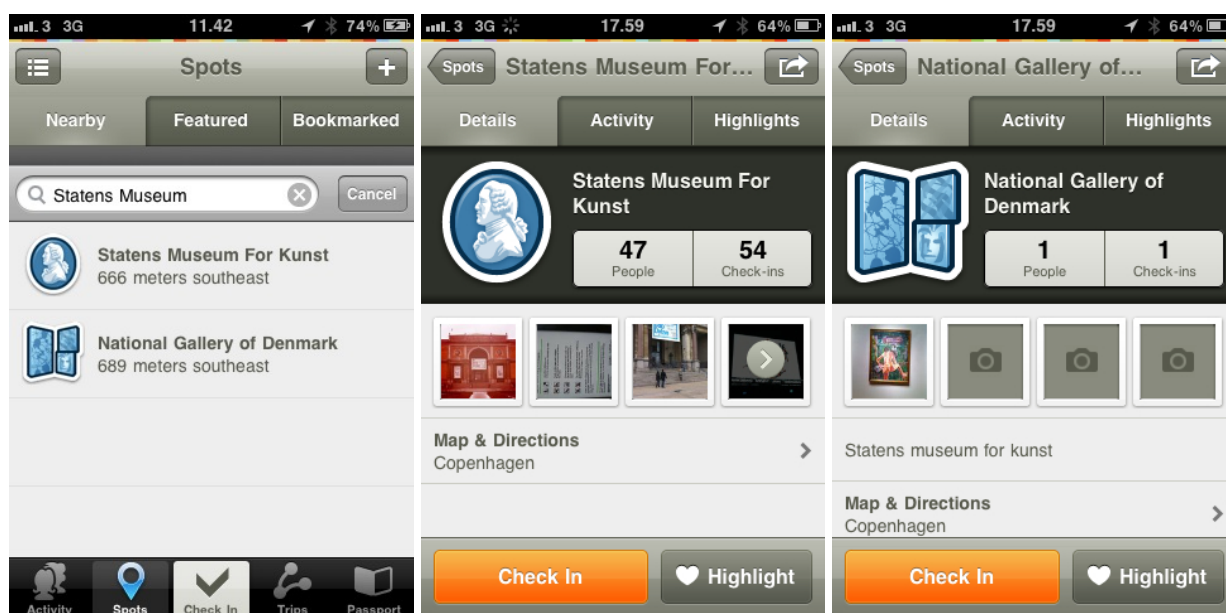 3 3G 11.42 74%
Spots
Nearby Featured Bookmarked
Statens Museum Cancel
Statens Museum For Kunst
666 meters southeast
National Gallery of Denmark
689 meters southeast
Activity Spots Check In Trips Passport
3 3G 17.59 64%
Spots Statens Museum For...
Details Activity Highlights
Statens Museum For
Kunst
47 54
People Check-ins
Map & Directions
Copenhagen
Check In Highlight
3 3G 17.59 64%
Spots National Gallery of...
Details Activity Highlights
National Gallery of
Denmark
1 1
People Check-ins
Statens museum for kunst
Map & Directions
Copenhagen
Check In Highlight